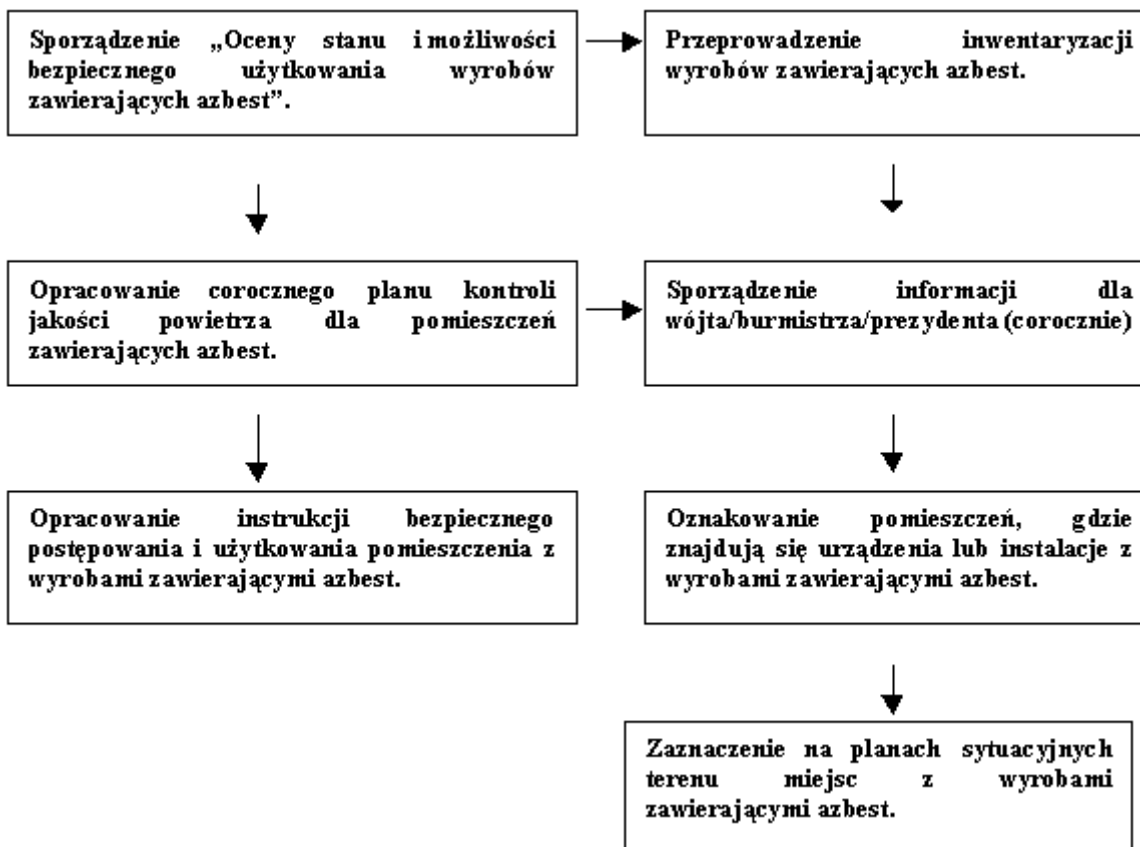 Sporządzenie „Oceny stanu i możliwości
bezpiecznego użytkowania wyrobów
zawierających azbest”.
Przeprowadzenie inwentaryzacji
wyrobów zawierających azbest.
Opracowanie corocznego planu kontroli
jakości powietrza dla pomieszczeń
zawierających azbest.
Sporządzenie informacji dla
wójta/burmistrza/prezydenta (corocznie)
Opracowanie instrukcji bezpiecznego
postępowania i użytkowania pomieszczenia z
wyrobami zawierającymi azbest.
Oznakowanie pomieszczeń, gdzie
znajdują się urządzenia lub instalacje z
wyrobami zawierającymi azbest.
Zaznaczenie na planach sytuacyjnych
terenu miejsc z wyrobami
zawierającymi azbest.